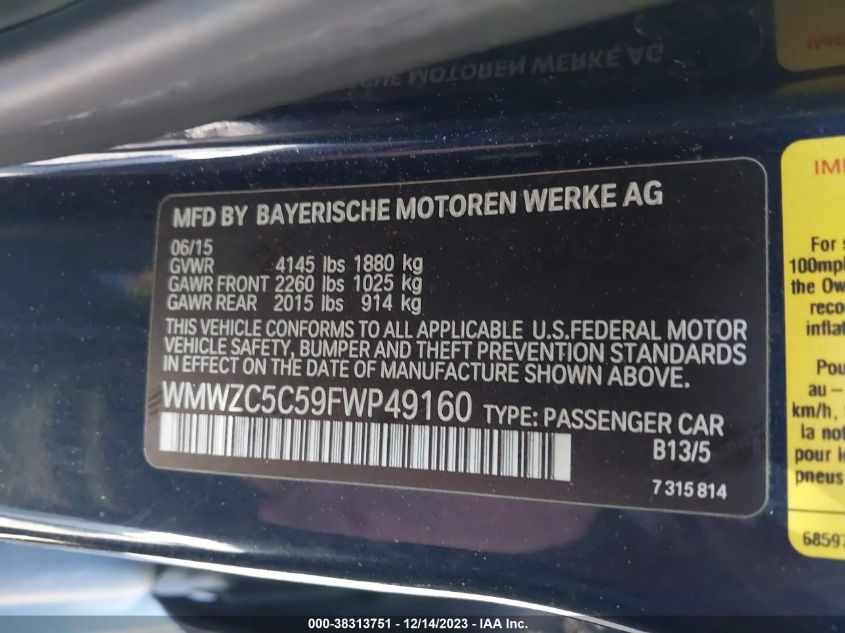 MFD BY BAYERISCHE MOTOREN WERKE AG
06/15
GVWR 4145 lbs 1880 kg
GAWR FRONT 2260 lbs 1025 kg
GAWR REAR 2015 lbs 914 kg
THIS VEHICLE CONFORMS TO ALL APPLICABLE U.S.FEDERAL MOTOR
VEHICLE SAFETY, BUMPER AND THEFT PREVENTION STANDARDS
IN EFFECT ON THE DATE OF MANUFACTURE SHOWN ABOVE.
WMWZC5C59FWP49160 TYPE: PASSENGER CAR
B13/5
7 315 814
For
100mpl
the Ow
reco
inflat
Pou
au –
km/h,
la not
pour le
pneus
6859
000-38313751 - 12/14/2023 - IAA Inc.